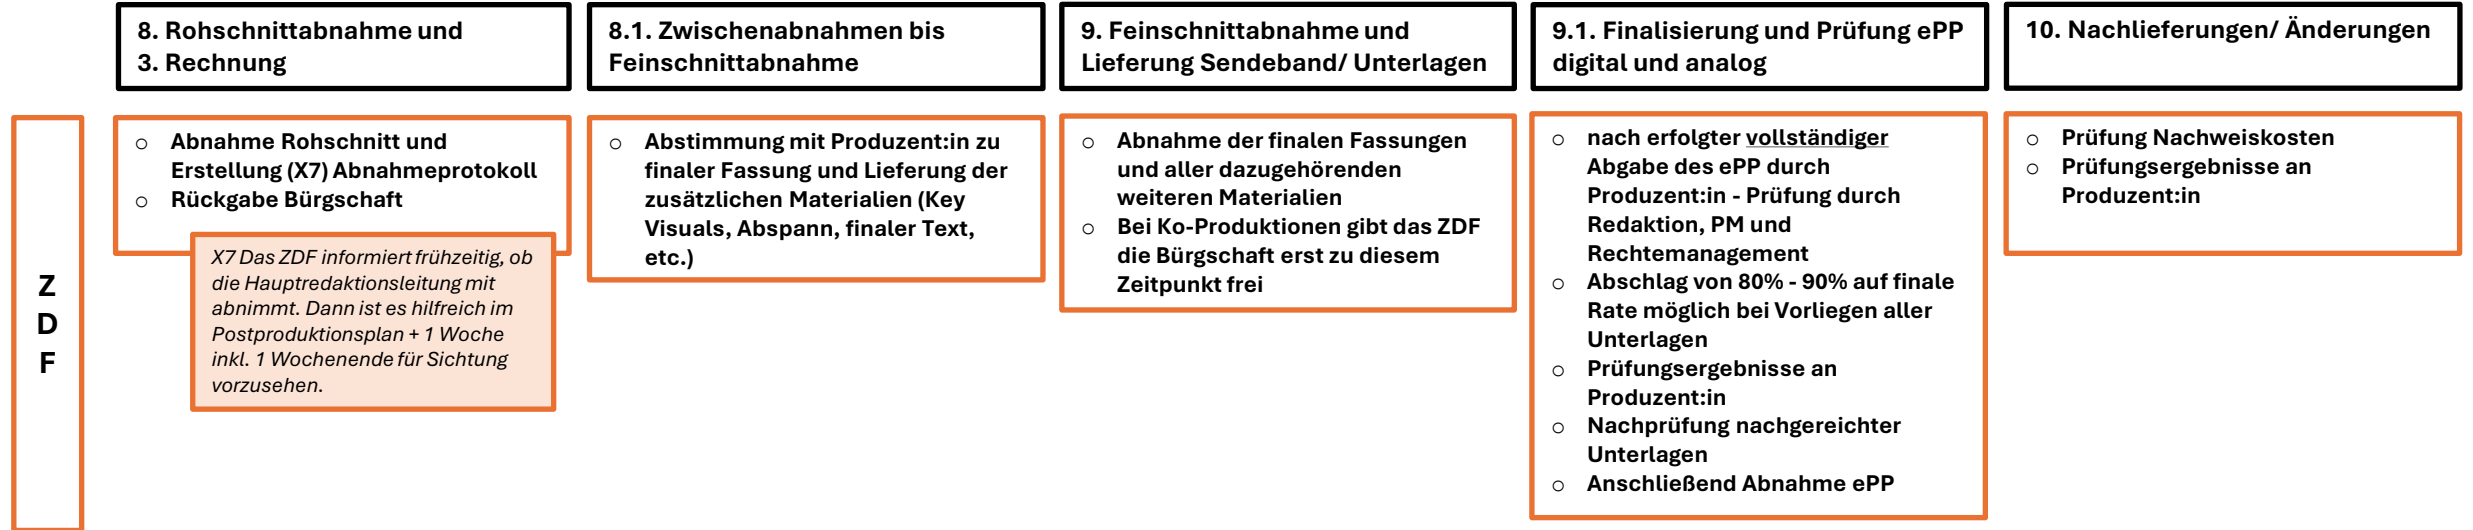 8. Rohschnittabnahme und
3. Rechnung
8.1. Zwischenabnahmen bis
Feinschnittabnahme
9. Feinschnittabnahme und
Lieferung Sendeband/ Unterlagen
9.1. Finalisierung und Prüfung ePP
digital und analog
10. Nachlieferungen/ Änderungen
Z
D
F
○ Abnahme Rohschnitt und
Erstellung (X7) Abnahmeprotokoll
○ Rückgabe Bürgschaft
X7 Das ZDF informiert frühzeitig, ob
die Hauptredaktionsleitung mit
abnimmt. Dann ist es hilfreich im
Postproduktionsplan + 1 Woche
inkl. 1 Wochenende für Sichtung
vorzusehen.
○ Abstimmung mit Produzent:in zu
finaler Fassung und Lieferung der
zusätzlichen Materialien (Key
Visuals, Abspann, finaler Text,
etc.)
○ Abnahme der finalen Fassungen
und aller dazugehörenden
weiteren Materialien
○ Bei Ko-Produktionen gibt das ZDF
die Bürgschaft erst zu diesem
Zeitpunkt frei
○ nach erfolgter vollständiger
Abgabe des ePP durch
Produzent:in - Prüfung durch
Redaktion, PM und
Rechtemanagement
○ Abschlag von 80% - 90% auf finale
Rate möglich bei Vorliegen aller
Unterlagen
○ Prüfungsergebnisse an
Produzent:in
○ Nachprüfung nachgereichter
Unterlagen
○ Anschließend Abnahme ePP
○ Prüfung Nachweiskosten
○ Prüfungsergebnisse an
Produzent:in